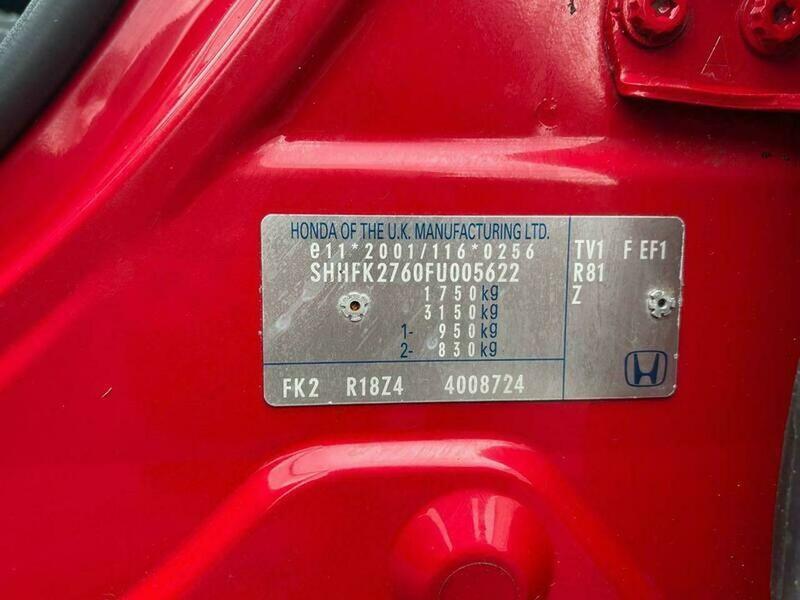 HONDA OF THE U.K. MANUFACTURING LTD.
e11*2001/116*0256
SHHFK2760FU005622
1750kg
3150kg
1- 950kg
2- 830kg
FK2 R18Z4 4008724
TV1 F EF1
R81
Z